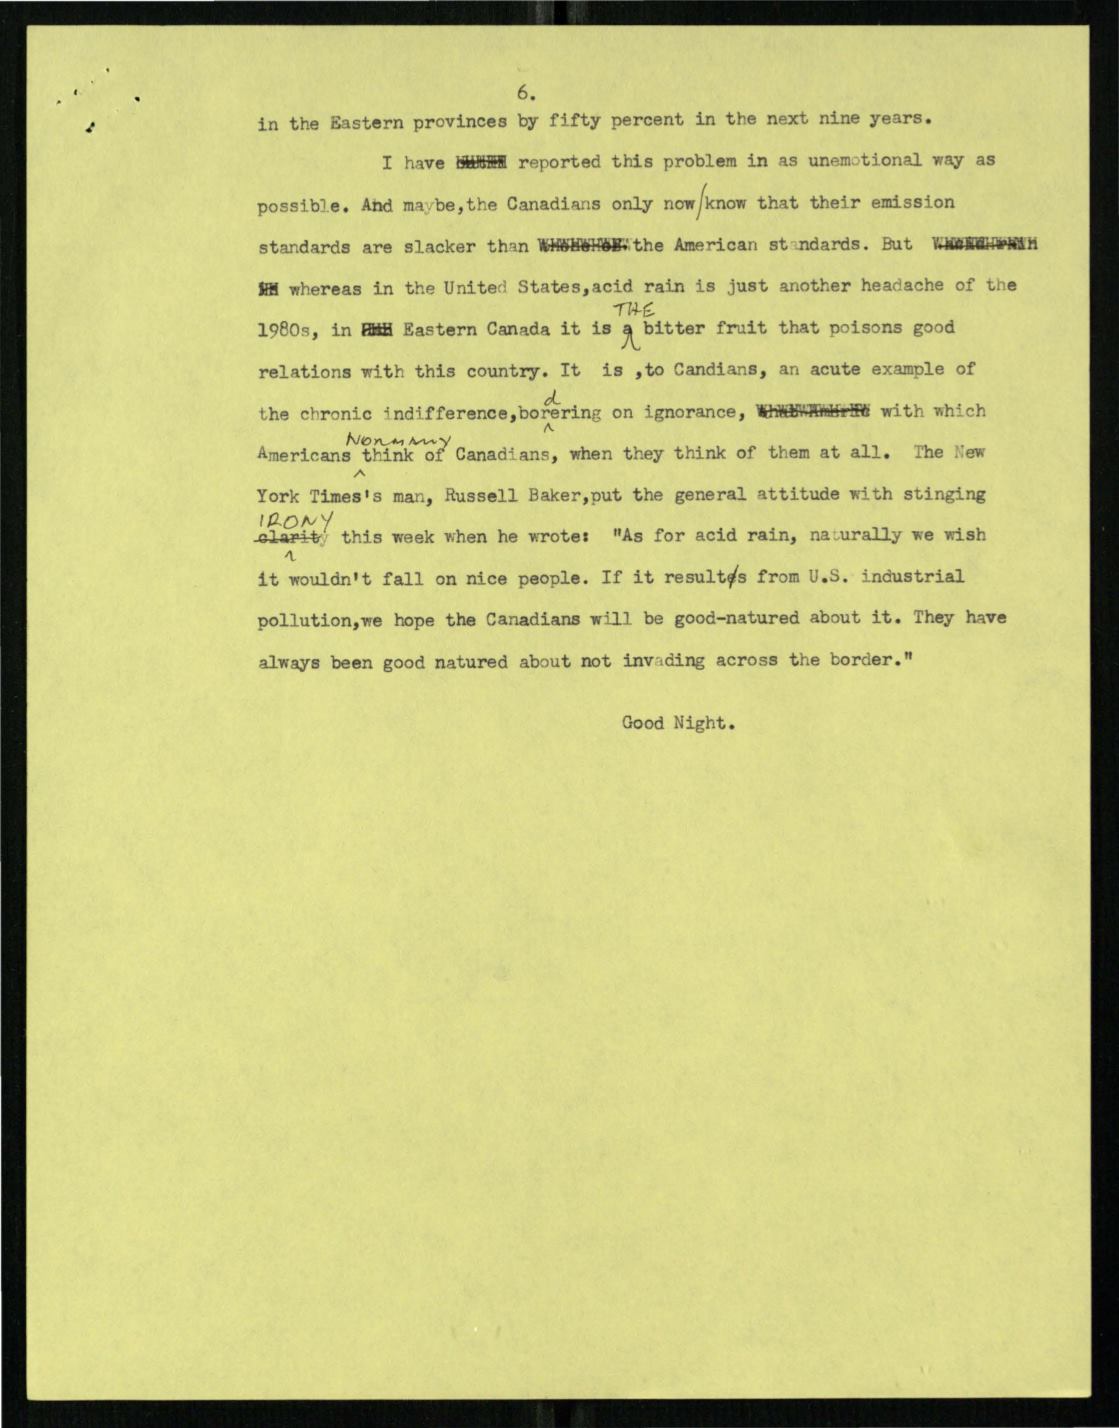 6.
in the Eastern provinces by fifty percent in the next nine years.
I have reported this problem in as unemotional way as
possible. And maybe,the Canadians only now/know that their emission
standards are slacker than the American standards. But
whereas in the United States,acid rain is just another headache of the
THE
1980s, in Eastern Canada it is a bitter fruit that poisons good
relations with this country. It is ,to Candians, an acute example of
d
the chronic indifference,borering on ignorance, with which
NORMALLY
Americans think of Canadians, when they think of them at all. The New
York Times's man, Russell Baker,put the general attitude with stinging
IRONY
clarity this week when he wrote: "As for acid rain, naturally we wish
it wouldn't fall on nice people. If it results from U.S. industrial
pollution,we hope the Canadians will be good-natured about it. They have
always been good natured about not invading across the border."
Good Night.